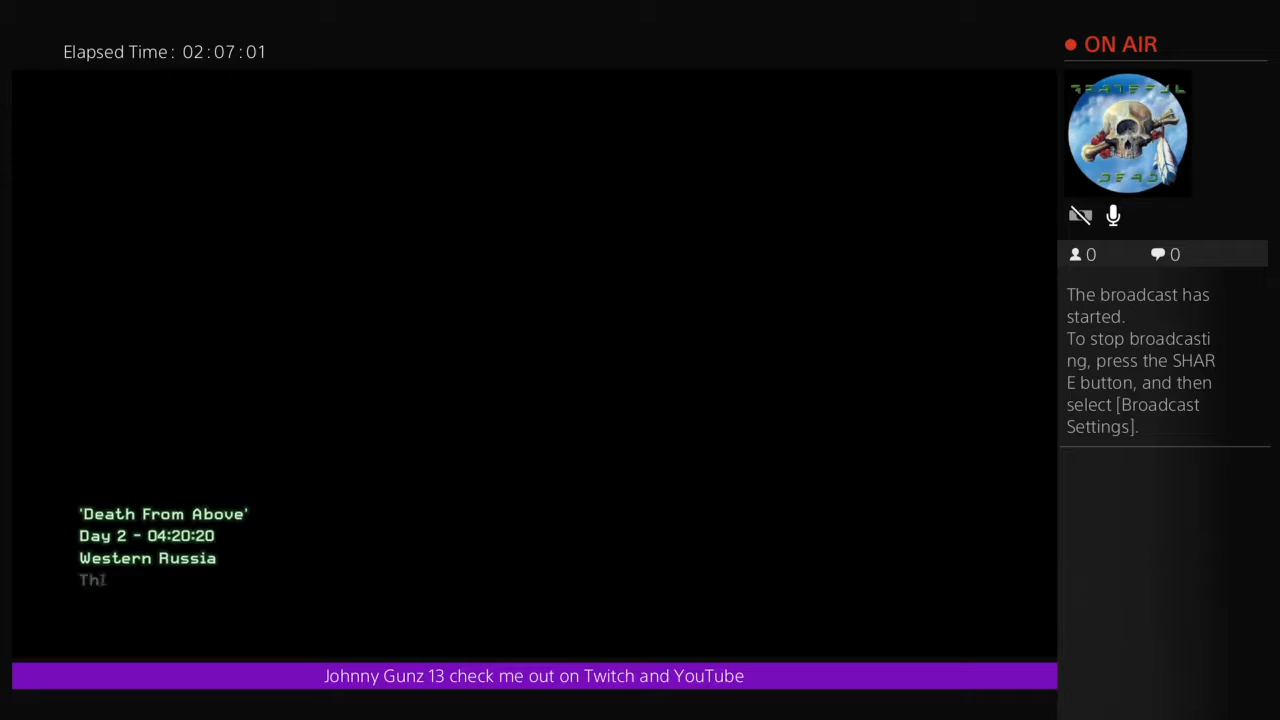 Elapsed Time: 02:07:01
ON AIR
GRATEFUL
DEAD
0 0
The broadcast has
started.
To stop broadcasti
ng, press the SHAR
E button, and then
select [Broadcast
Settings].
'Death From Above'
Day 2 - 04:20:20
Western Russia
Johnny Gunz 13 check me out on Twitch and YouTube